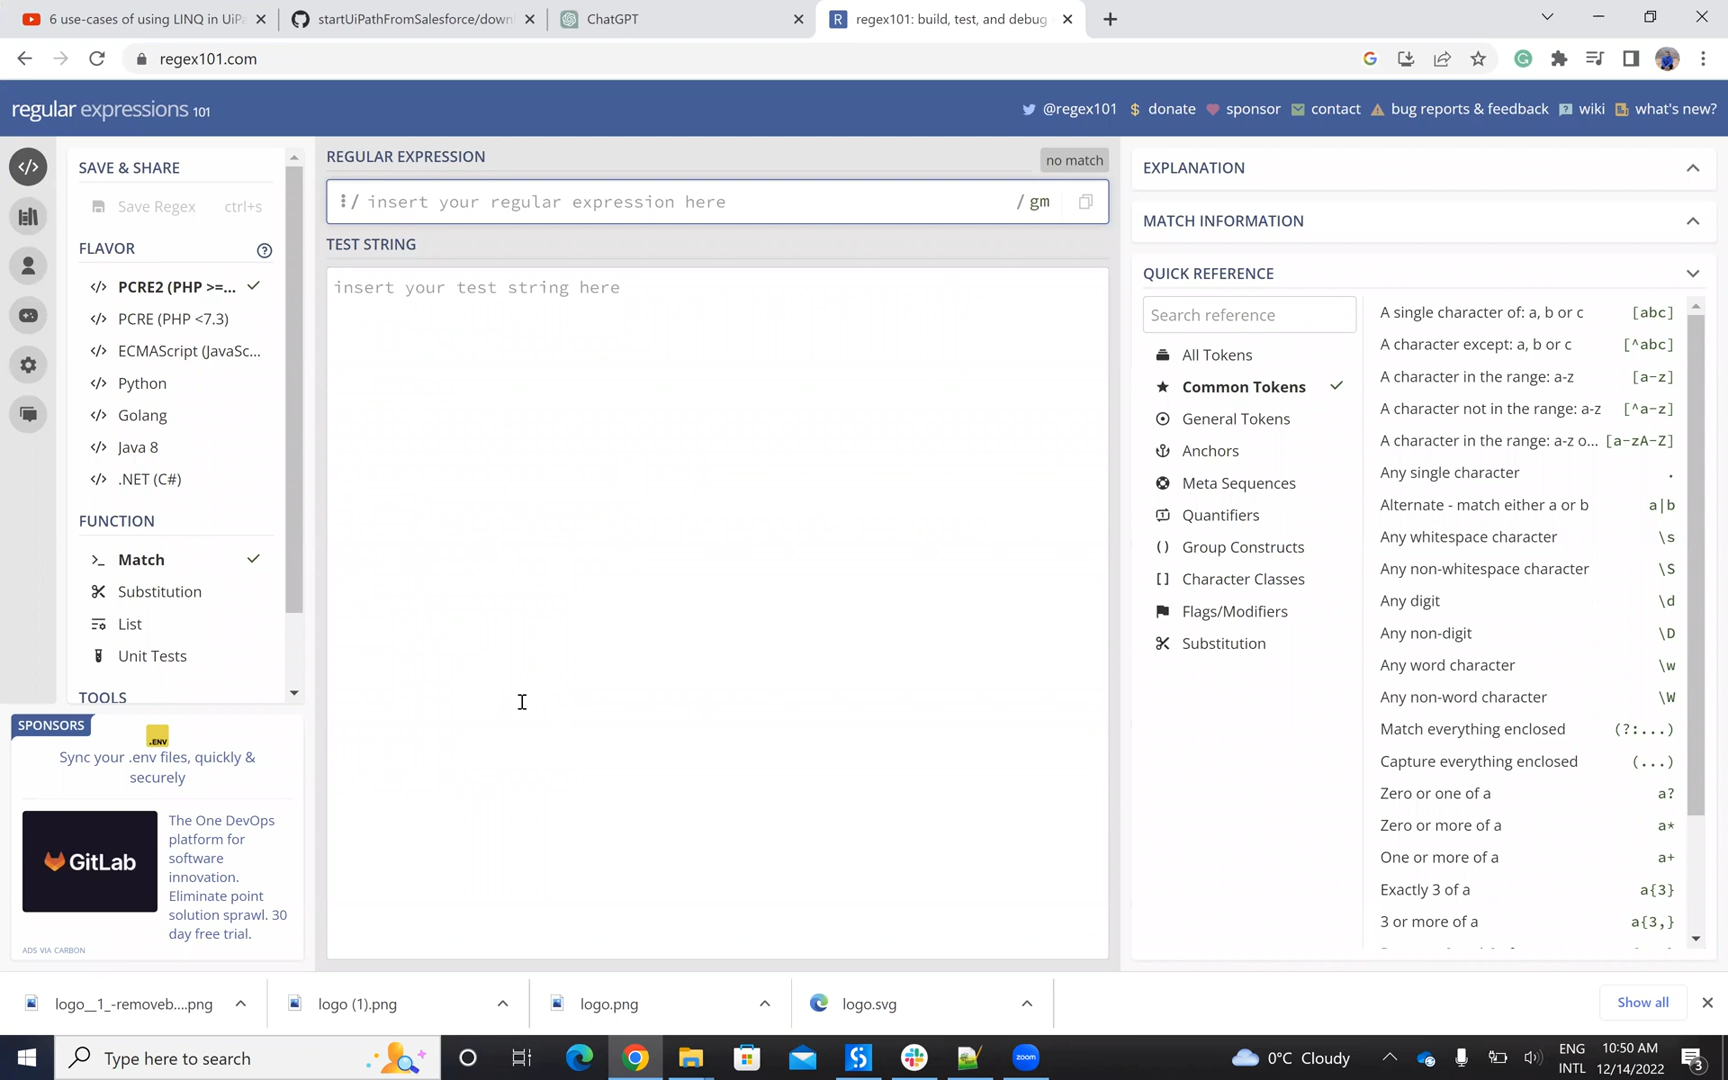 6 use-cases of using LINQ in UiPa
startUiPathFromSalesforce/down
ChatGPT
regex101: build, test, and debug
regex101.com
regular expressions 101
@regex101
$ donate
sponsor
contact
bug reports & feedback
wiki
what's new?
SAVE & SHARE
Save Regex ctrl+s
FLAVOR
</> PCRE2 (PHP >=...
</> PCRE (PHP <7.3)
</> ECMAScript (JavaSc...
</> Python
</> Golang
</> Java 8
</> .NET (C#)
FUNCTION
Match
Substitution
List
Unit Tests
TOOLS
SPONSORS
.ENV
Sync your .env files, quickly &
securely
GitLab
The One DevOps
platform for
software
innovation.
Eliminate point
solution sprawl. 30
day free trial.
ADS VIA CARBON
REGULAR EXPRESSION
no match
/ insert your regular expression here / gm
TEST STRING
insert your test string here
EXPLANATION
MATCH INFORMATION
QUICK REFERENCE
Search reference
All Tokens
Common Tokens
General Tokens
Anchors
Meta Sequences
Quantifiers
Group Constructs
Character Classes
Flags/Modifiers
Substitution
A single character of: a, b or c [abc]
A character except: a, b or c [^abc]
A character in the range: a-z [a-z]
A character not in the range: a-z [^a-z]
A character in the range: a-z o... [a-zA-Z]
Any single character .
Alternate - match either a or b a|b
Any whitespace character \s
Any non-whitespace character \S
Any digit \d
Any non-digit \D
Any word character \w
Any non-word character \W
Match everything enclosed (?:...)
Capture everything enclosed (...)
Zero or one of a a?
Zero or more of a a*
One or more of a a+
Exactly 3 of a a{3}
3 or more of a a{3,}
logo__1_-removeb....png
logo (1).png
logo.png
logo.svg
Show all
Type here to search
zoom
0°C Cloudy
ENG
INTL
10:50 AM
12/14/2022
3